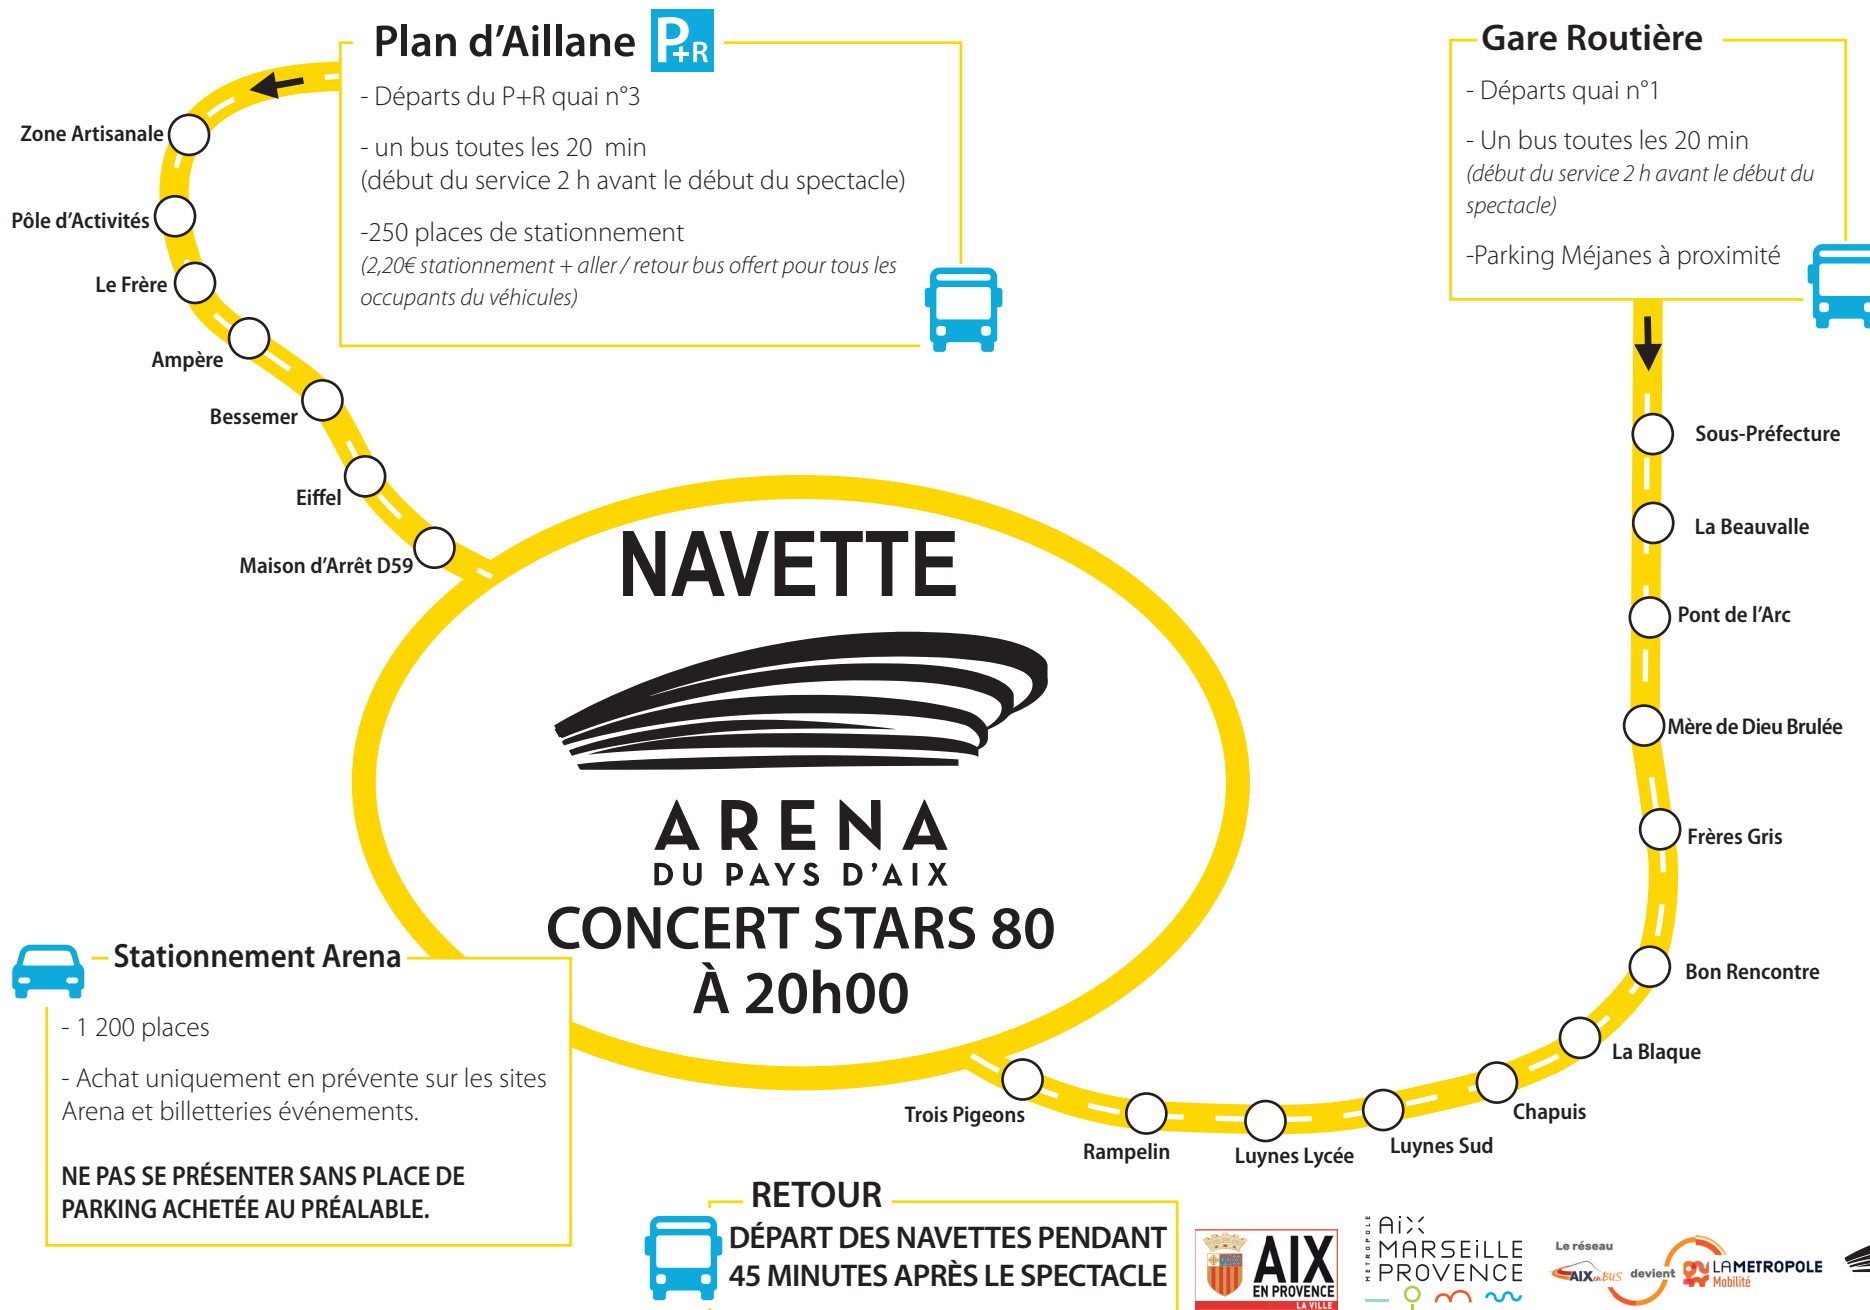 Plan d'Aillane P+R
- Départs du P+R quai n°3
- un bus toutes les 20 min
(début du service 2 h avant le début du spectacle)
-250 places de stationnement
(2,20€ stationnement + aller / retour bus offert pour tous les
occupants du véhicules)
Zone Artisanale
Pôle d'Activités
Le Frère
Ampère
Bessemer
Eiffel
Maison d'Arrêt D59
Gare Routière
- Départs quai n°1
- Un bus toutes les 20 min
(début du service 2 h avant le début du
spectacle)
-Parking Méjanes à proximité
Sous-Préfecture
La Beauvalle
Pont de l'Arc
Mère de Dieu Brulée
Frères Gris
Bon Rencontre
La Blaque
Chapuis
Luynes Sud
Luynes Lycée
Rampelin
Trois Pigeons
NAVETTE
ARENA
DU PAYS D'AIX
CONCERT STARS 80
À 20h00
Stationnement Arena
- 1 200 places
- Achat uniquement en prévente sur les sites
Arena et billetteries événements.
NE PAS SE PRÉSENTER SANS PLACE DE
PARKING ACHETÉE AU PRÉALABLE.
RETOUR
DÉPART DES NAVETTES PENDANT
45 MINUTES APRÈS LE SPECTACLE
AIX
EN PROVENCE
LA VILLE
MÉTROPOLE
AIX
MARSEILLE
PROVENCE
Le réseau
AIX en BUS devient LAMETROPOLE
Mobilité